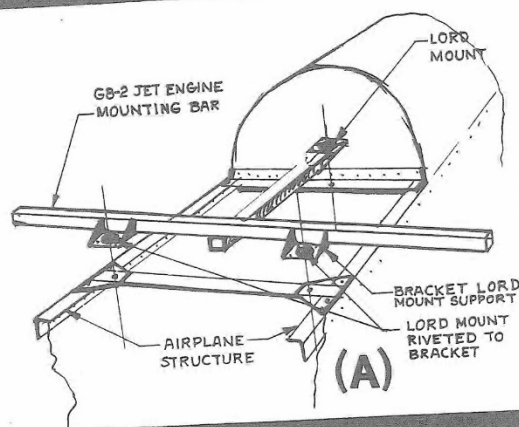 LORD
MOUNT
GB-2 JET ENGINE
MOUNTING BAR
BRACKET LORD
MOUNT SUPPORT
LORD MOUNT
RIVETED TO
BRACKET
AIRPLANE
STRUCTURE
(A)